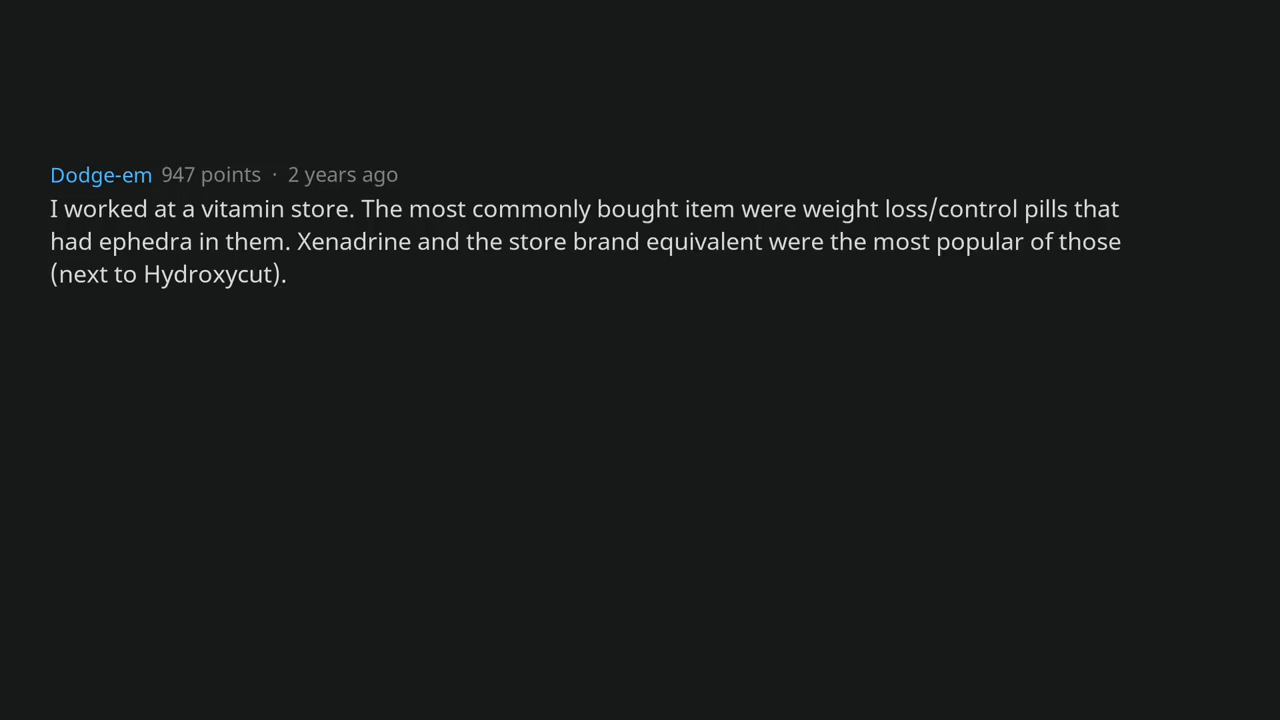 Dodge-em 947 points · 2 years ago
I worked at a vitamin store. The most commonly bought item were weight loss/control pills that
had ephedra in them. Xenadrine and the store brand equivalent were the most popular of those
(next to Hydroxycut).